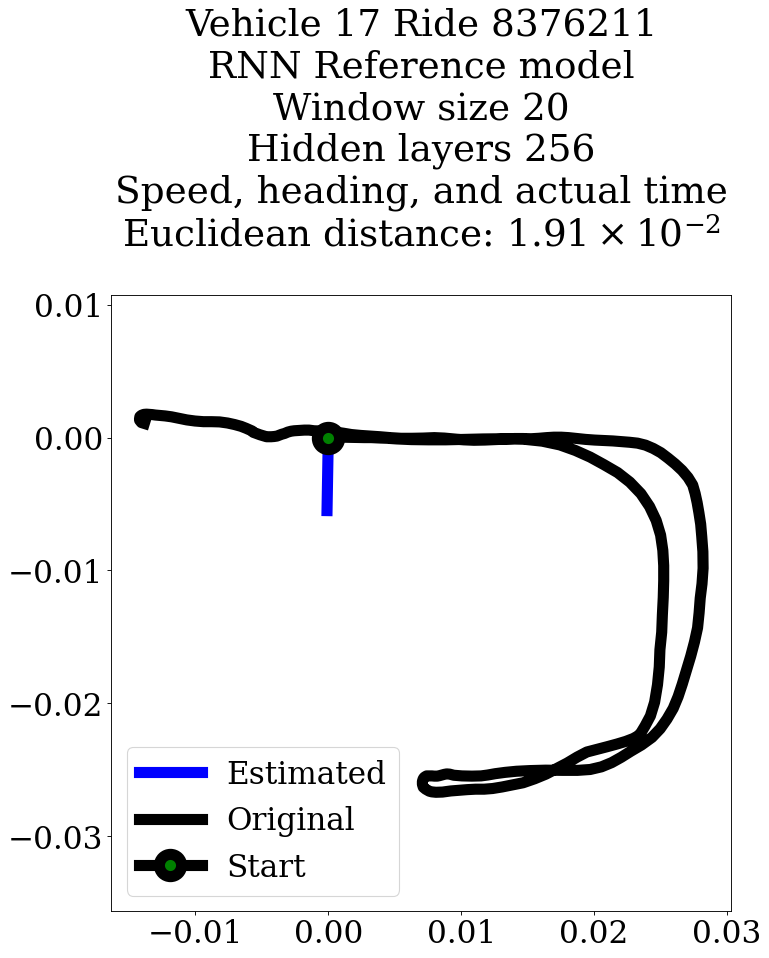 Vehicle 17 Ride 8376211
RNN Reference model
Window size 20
Hidden layers 256
Speed, heading, and actual time
Euclidean distance: 1.91 × 10⁻²
0.01
0.00
−0.01
−0.02
−0.03
Estimated
Original
Start
−0.01 0.00 0.01 0.02 0.03